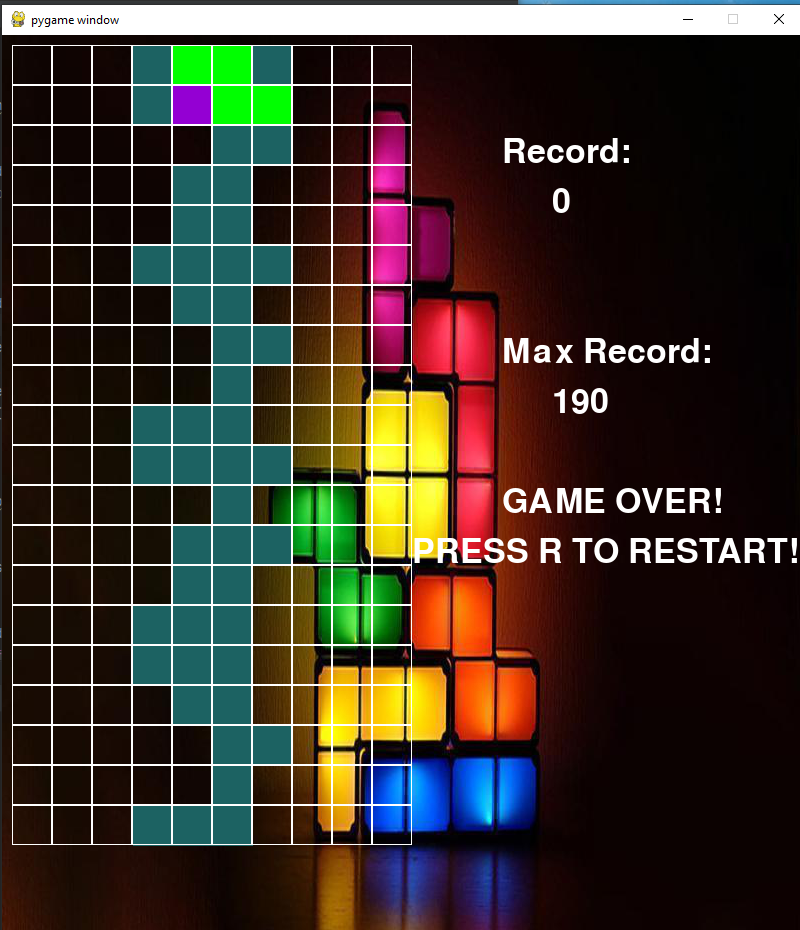 pygame window
Record:
0
Max Record:
190
GAME OVER!
PRESS R TO RESTART!